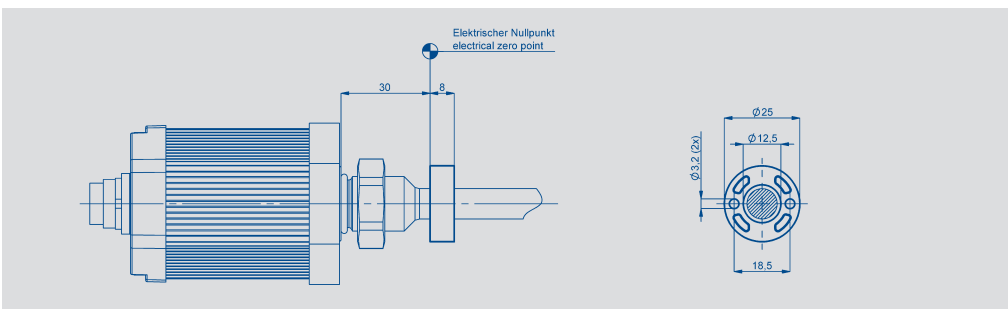 Elektrischer Nullpunkt
electrical zero point
30
8
Ø25
Ø12,5
Ø3,2 (2x)
18,5